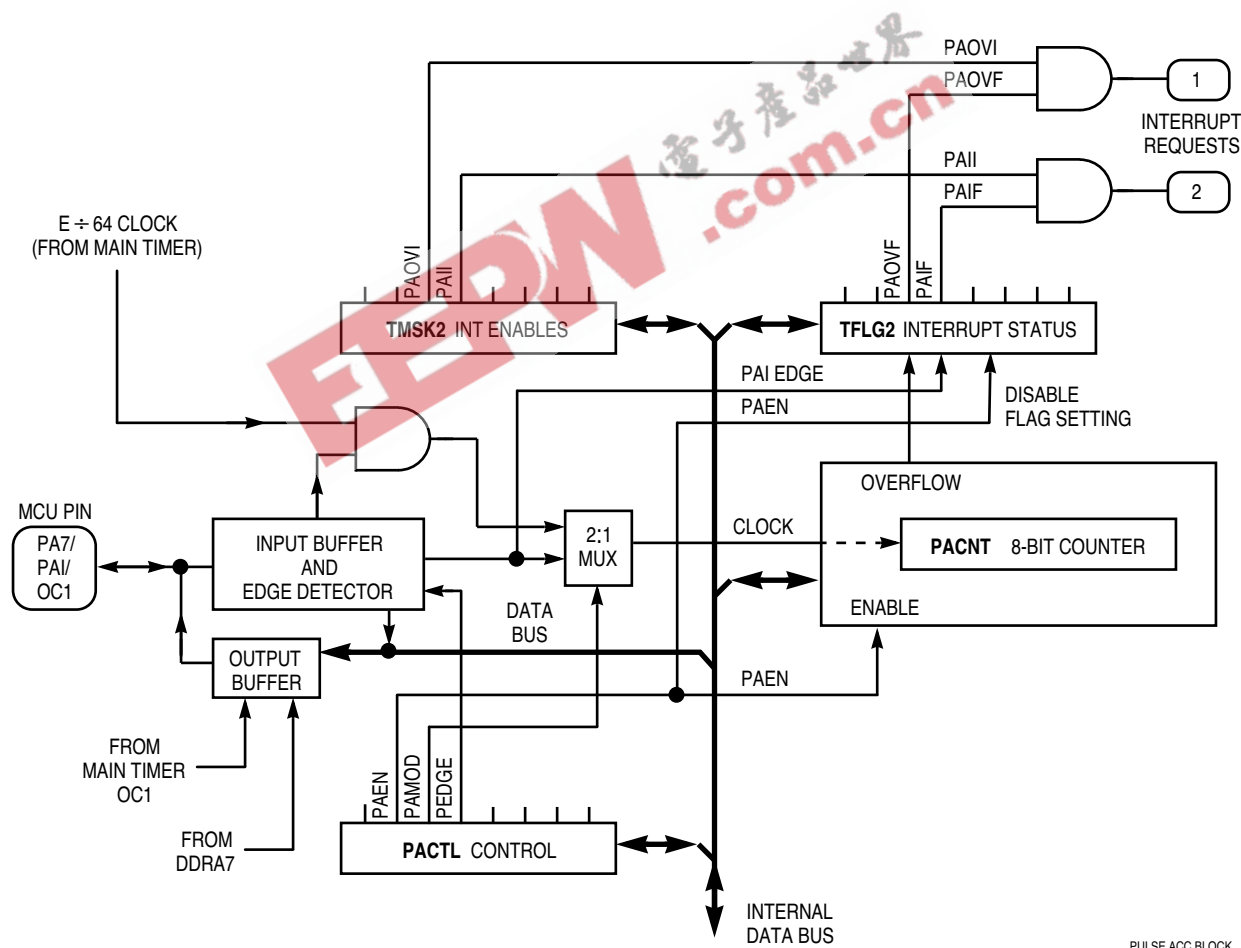 PAOVI
PAOVF
1
INTERRUPT
REQUESTS
PAII
PAIF
2
E ÷ 64 CLOCK
(FROM MAIN TIMER)
PAOVI
PAII
PAOVF
PAIF
TMSK2 INT ENABLES
TFLG2 INTERRUPT STATUS
PAI EDGE
PAEN
DISABLE
FLAG SETTING
OVERFLOW
MCU PIN
PA7/
PAI/
OC1
INPUT BUFFER
AND
EDGE DETECTOR
2:1
MUX
CLOCK
PACNT 8-BIT COUNTER
DATA
BUS
ENABLE
OUTPUT
BUFFER
PAEN
FROM
MAIN TIMER
OC1
PAEN
PAMOD
PEDGE
FROM
DDRA7
PACTL CONTROL
INTERNAL
DATA BUS
PULSE ACC BLOCK
EEPW
電子產品世界
.com.cn